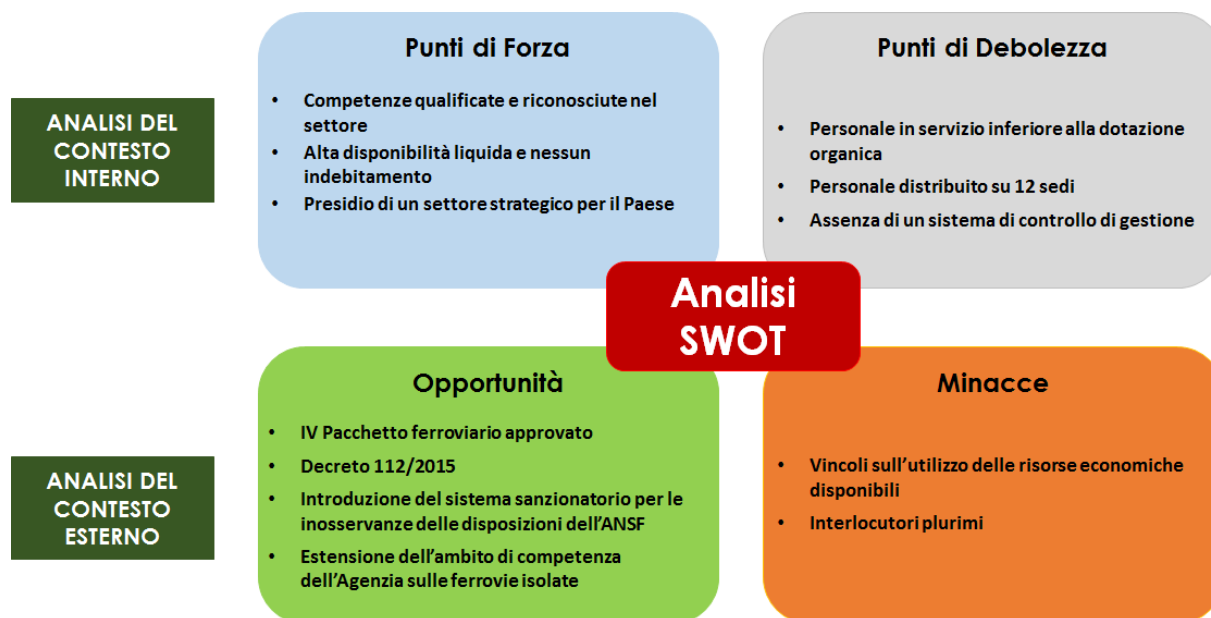 ANALISI DEL
CONTESTO
INTERNO
Punti di Forza
• Competenze qualificate e riconosciute nel
settore
• Alta disponibilità liquida e nessun
indebitamento
• Presidio di un settore strategico per il Paese
Punti di Debolezza
• Personale in servizio inferiore alla dotazione
organica
• Personale distribuito su 12 sedi
• Assenza di un sistema di controllo di gestione
Analisi
SWOT
ANALISI DEL
CONTESTO
ESTERNO
Opportunità
• IV Pacchetto ferroviario approvato
• Decreto 112/2015
• Introduzione del sistema sanzionatorio per le
inosservanze delle disposizioni dell’ANSF
• Estensione dell’ambito di competenza
dell’Agenzia sulle ferrovie isolate
Minacce
• Vincoli sull’utilizzo delle risorse economiche
disponibili
• Interlocutori plurimi